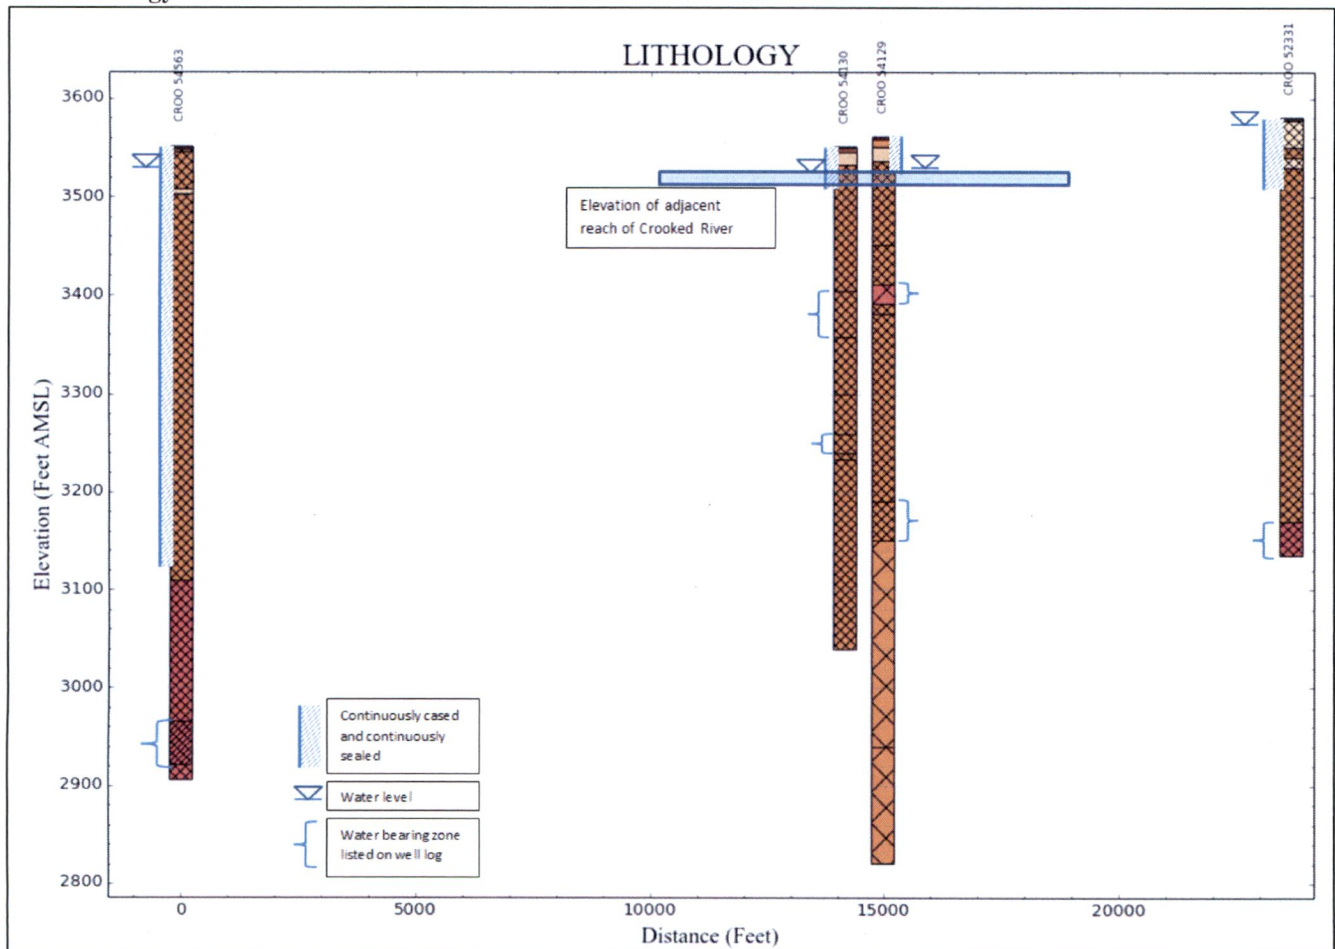 LITHOLOGY
CROO 54563
CROO 54130
CROO 54129
CROO 52331
3600
3500
3400
3300
3200
3100
3000
2900
2800
Elevation (Feet AMSL)
Elevation of adjacent
reach of Crooked River
Continuously cased
and continuously
sealed
Water level
Water bearing zone
listed on well log
0
5000
10000
15000
20000
Distance (Feet)